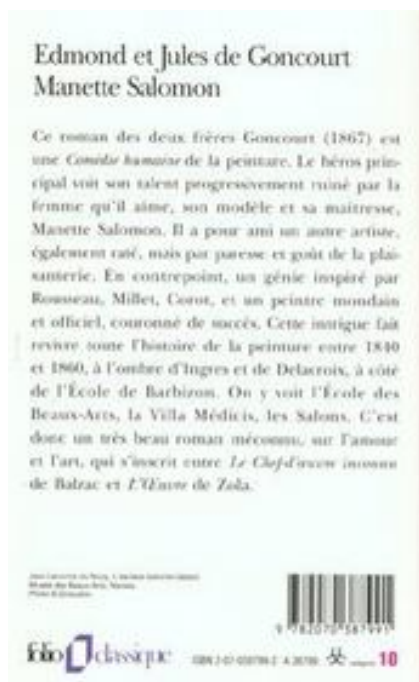 Edmond et Jules de Goncourt
Manette Salomon
Ce roman des deux frères Goncourt (1867) est
une Comédie humaine de la peinture. Le héros prin-
cipal voit son talent progressivement ruiné par la
femme qu'il aime, son modèle et sa maîtresse,
Manette Salomon. Il a pour ami un autre artiste,
également raté, mais par paresse et goût de la plai-
santerie. En contrepoint, un génie inspiré par
Rousseau, Millet, Corot, et un peintre mondain
et officiel, couronné de succès. Cette intrigue fait
revivre toute l'histoire de la peinture entre 1840
et 1860, à l'ombre d'Ingres et de Delacroix, à côté
de l'École de Barbizon. On y voit l'École des
Beaux-Arts, la Villa Médicis, les Salons. C'est
donc un très beau roman méconnu, sur l'amour
et l'art, qui s'inscrit entre Le Chef-d'œuvre inconnu
de Balzac et L'Œuvre de Zola.
folio classique
ISBN
10